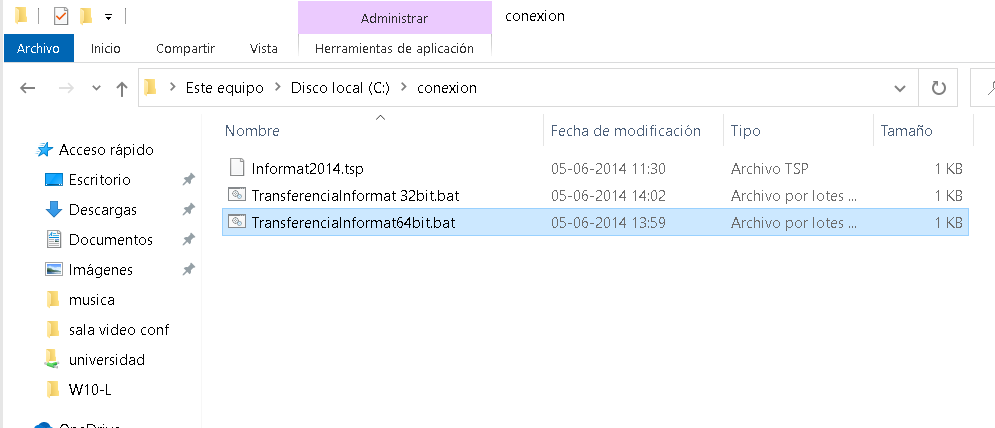 Administrar
conexion
Archivo
Inicio
Compartir
Vista
Herramientas de aplicación
Este equipo
Disco local (C:)
conexion
Nombre
Fecha de modificación
Tipo
Tamaño
Acceso rápido
Escritorio
Descargas
Documentos
Imágenes
musica
sala video conf
universidad
W10-L
Informat2014.tsp 05-06-2014 11:30 Archivo TSP 1 KB
TransferenciaInformat 32bit.bat 05-06-2014 14:02 Archivo por lotes ... 1 KB
TransferenciaInformat64bit.bat 05-06-2014 13:59 Archivo por lotes ... 1 KB